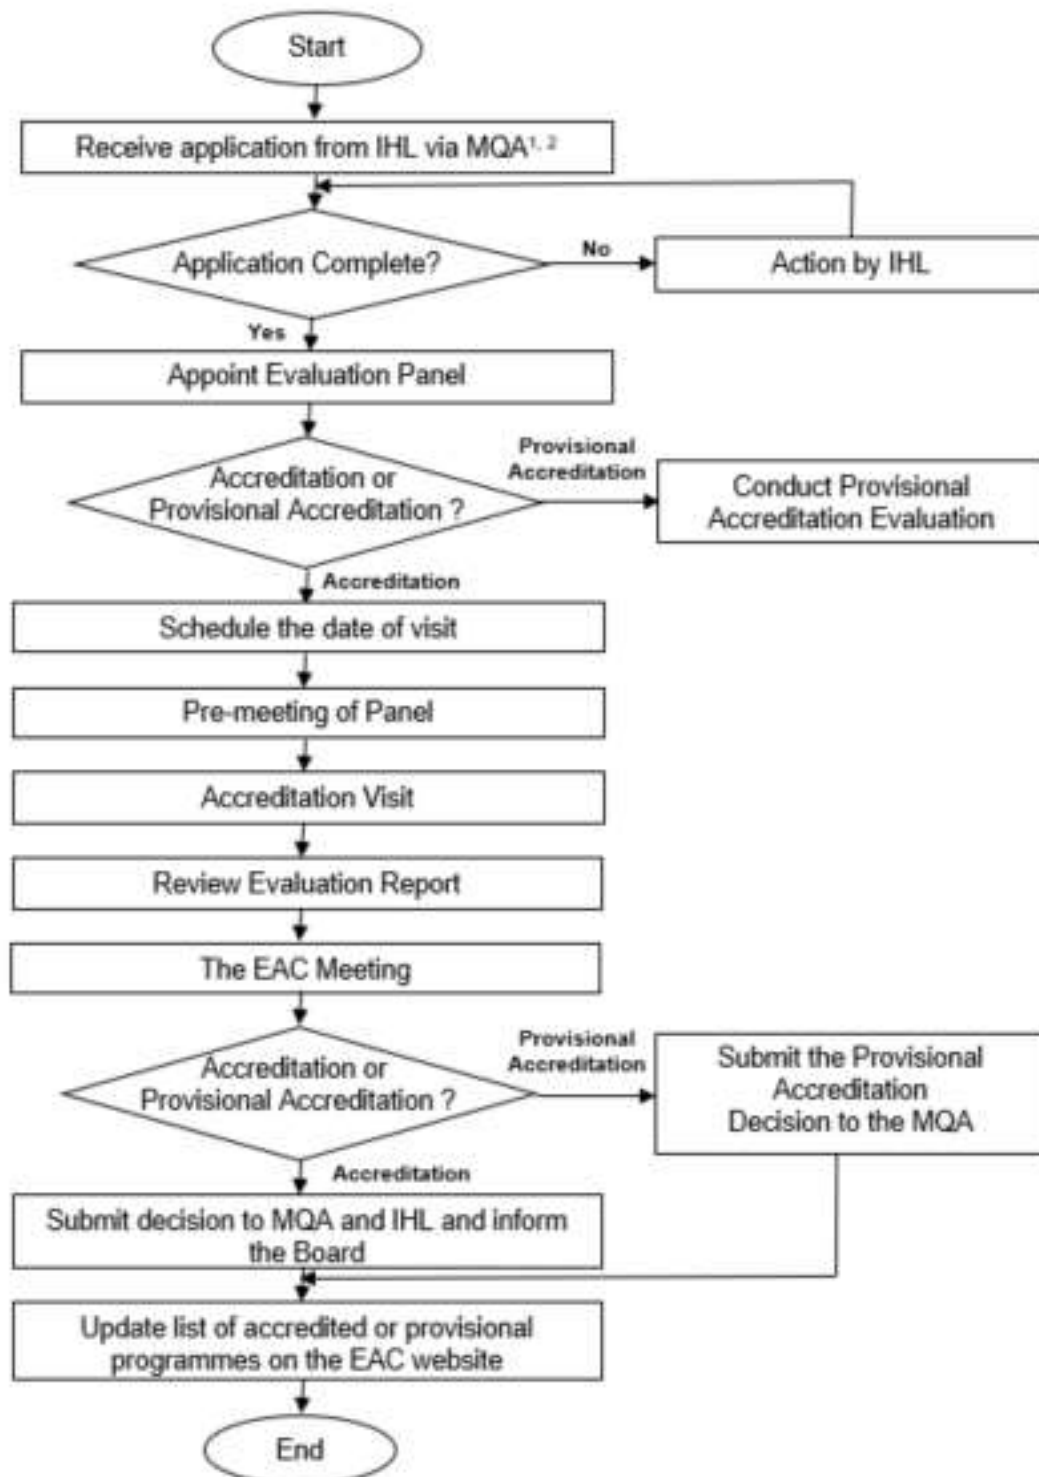 Start
Receive application from IHL via MQA¹, ²
Application Complete?
No
Action by IHL
Yes
Appoint Evaluation Panel
Accreditation or
Provisional Accreditation ?
Provisional
Accreditation
Conduct Provisional
Accreditation Evaluation
Accreditation
Schedule the date of visit
Pre-meeting of Panel
Accreditation Visit
Review Evaluation Report
The EAC Meeting
Accreditation or
Provisional Accreditation ?
Provisional
Accreditation
Submit the Provisional
Accreditation
Decision to the MQA
Accreditation
Submit decision to MQA and IHL and inform
the Board
Update list of accredited or provisional
programmes on the EAC website
End